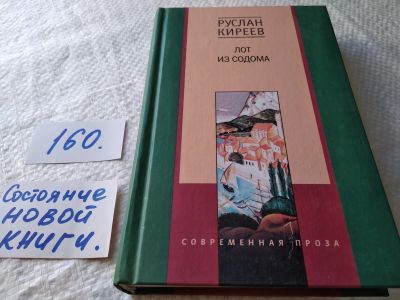 РУСЛАН
КИРЕЕВ
ЛОТ
ИЗ СОДОМА
СОВРЕМЕННАЯ ПРОЗА
160.
Состояние
НОВОЙ
КНИГИ.